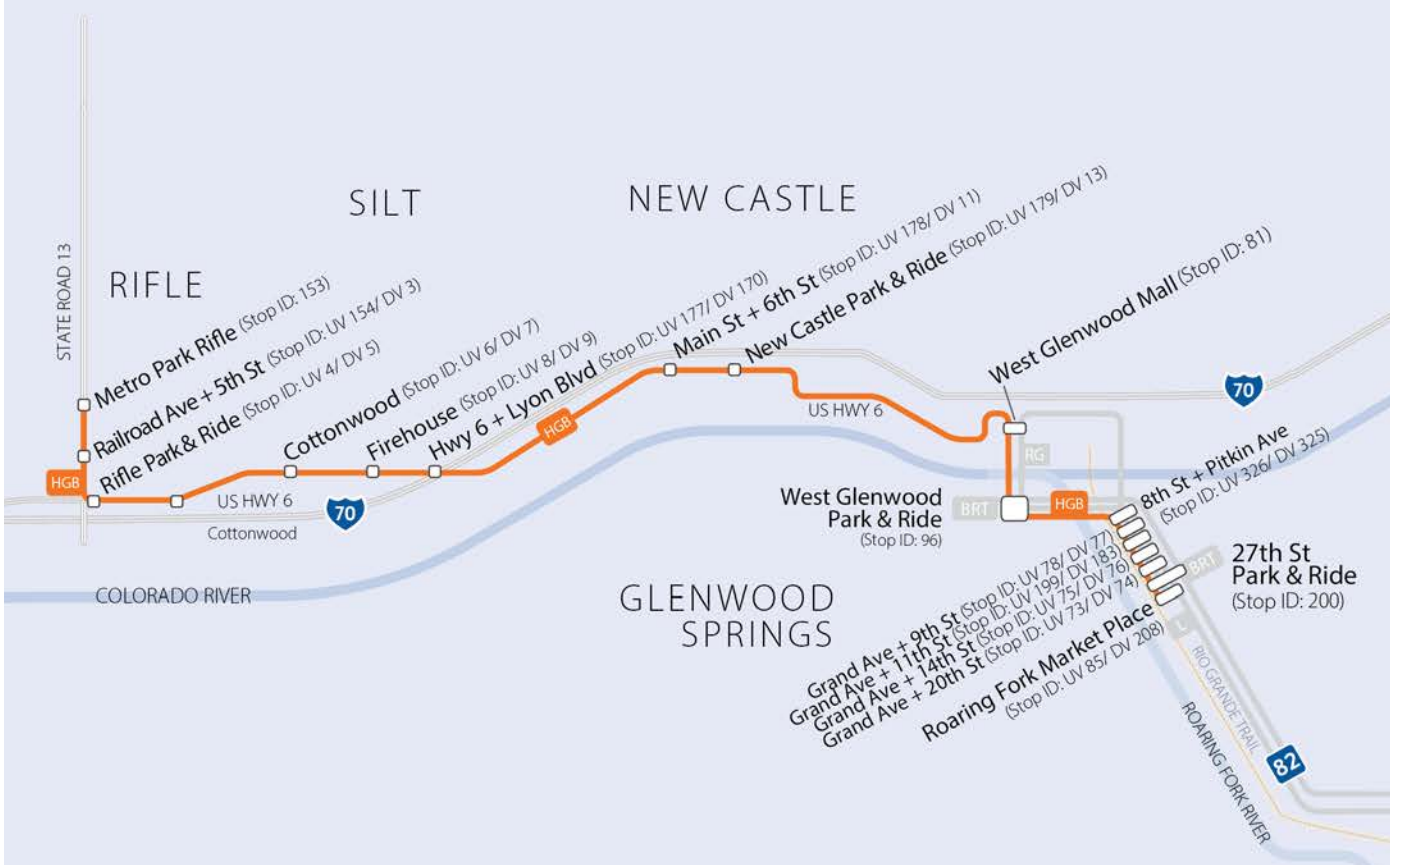 SILT
NEW CASTLE
RIFLE
STATE ROAD 13
Metro Park Rifle (Stop ID: 153)
Railroad Ave + 5th St (Stop ID: UV 154/ DV 3)
Rifle Park& Ride (Stop ID: UV 4/ DV 5)
Cottonwood (Stop ID: UV 6/ DV 7)
Firehouse (Stop ID: UV 8/ DV 9)
Hwy 6 + Lyon Blvd (Stop ID: UV 177/ DV 170)
Main St + 6th St (Stop ID: UV 178/ DV 11)
New Castle Park & Ride (Stop ID: UV 179/ DV 13)
West Glenwood Mall (Stop ID: 81)
70
US HWY 6
HGB
RG
HGB
US HWY 6
70
Cottonwood
West Glenwood
Park & Ride
(Stop ID: 96)
BRT
HGB
8th St + Pitkin Ave
(Stop ID: UV 326/ DV 325)
BRT
27th St
Park & Ride
(Stop ID: 200)
COLORADO RIVER
GLENWOOD
SPRINGS
Grand Ave + 9th St (Stop ID: UV 78/ DV 77)
Grand Ave + 11th St (Stop ID: UV 199/ DV 183)
Grand Ave + 14th St (Stop ID: UV 75/ DV 76)
Grand Ave + 20th St (Stop ID: UV 73/ DV 74)
Roaring Fork Market Place
(Stop ID: UV 85/ DV 208)
L
RIO GRANDE TRAIL
ROARING FORK RIVER
82